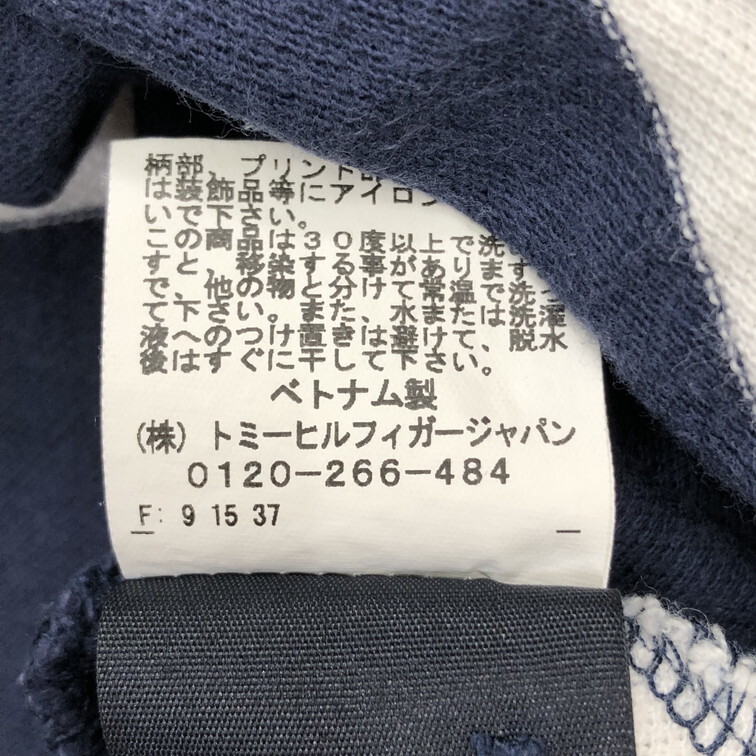 柄部、プリント
は装飾品等にアイロン
いで下さい。
この商品は30度以上で洗
すと、移染する事がありま す
で、他の物と分けて常温で洗っ
て下さい。また、水または洗濯
液へのつけ置きは避けて、脱水
後はすぐに干して下さい。
ベトナム製
(株) トミーヒルフィガージャパン
0120-266-484
F: 9 15 37